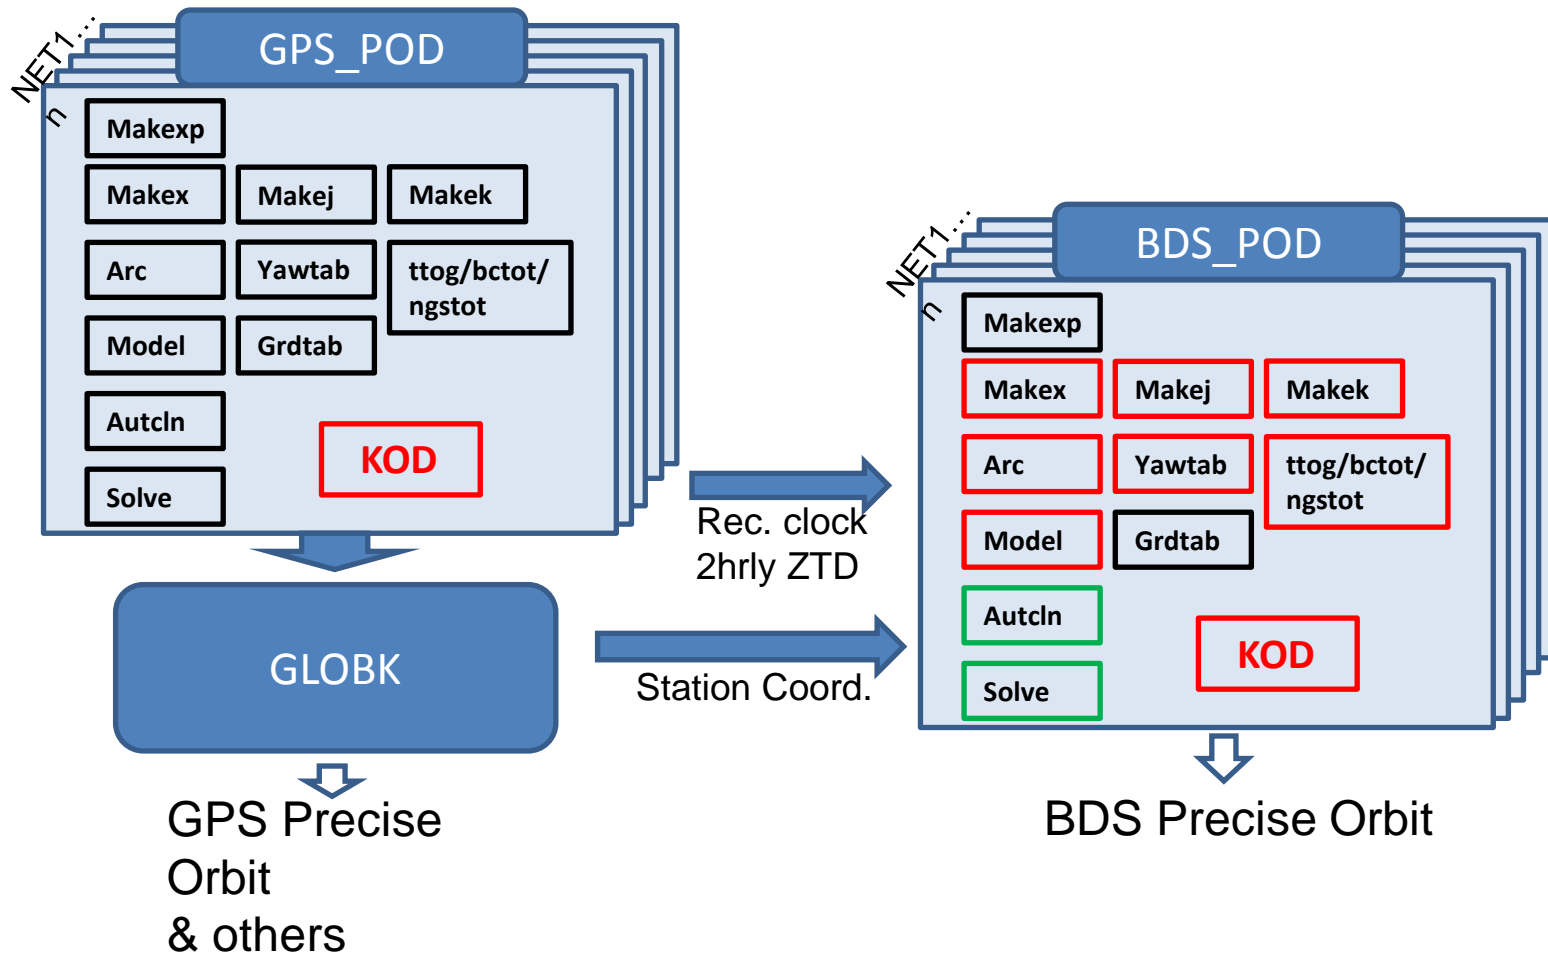 NET1...
n
GPS_POD
Makexp
Makex
Makej
Makek
Arc
Yawtab
ttog/bctot/
ngstot
Model
Grdtab
Autcln
KOD
Solve
Rec. clock
2hrly ZTD
GLOBK
Station Coord.
GPS Precise
Orbit
& others
NET1...
n
BDS_POD
Makexp
Makex
Makej
Makek
Arc
Yawtab
ttog/bctot/
ngstot
Model
Grdtab
Autcln
KOD
Solve
BDS Precise Orbit